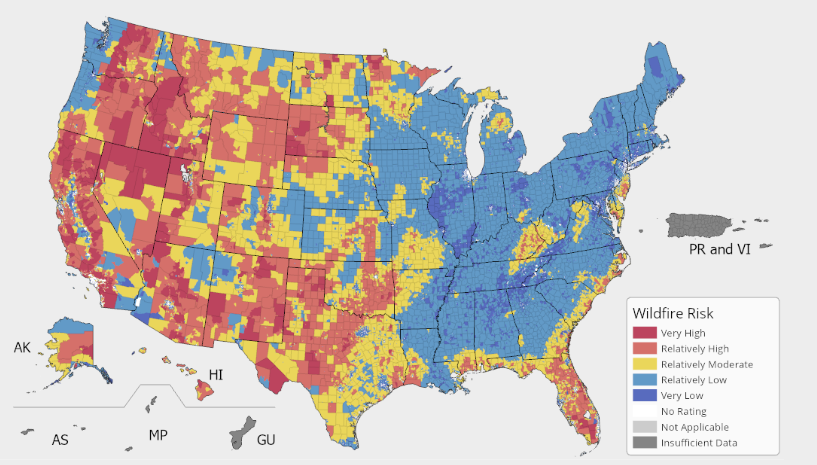 PR and VI
Wildfire Risk
Very High
Relatively High
Relatively Moderate
Relatively Low
Very Low
No Rating
Not Applicable
Insufficient Data
AK
HI
AS
MP
GU